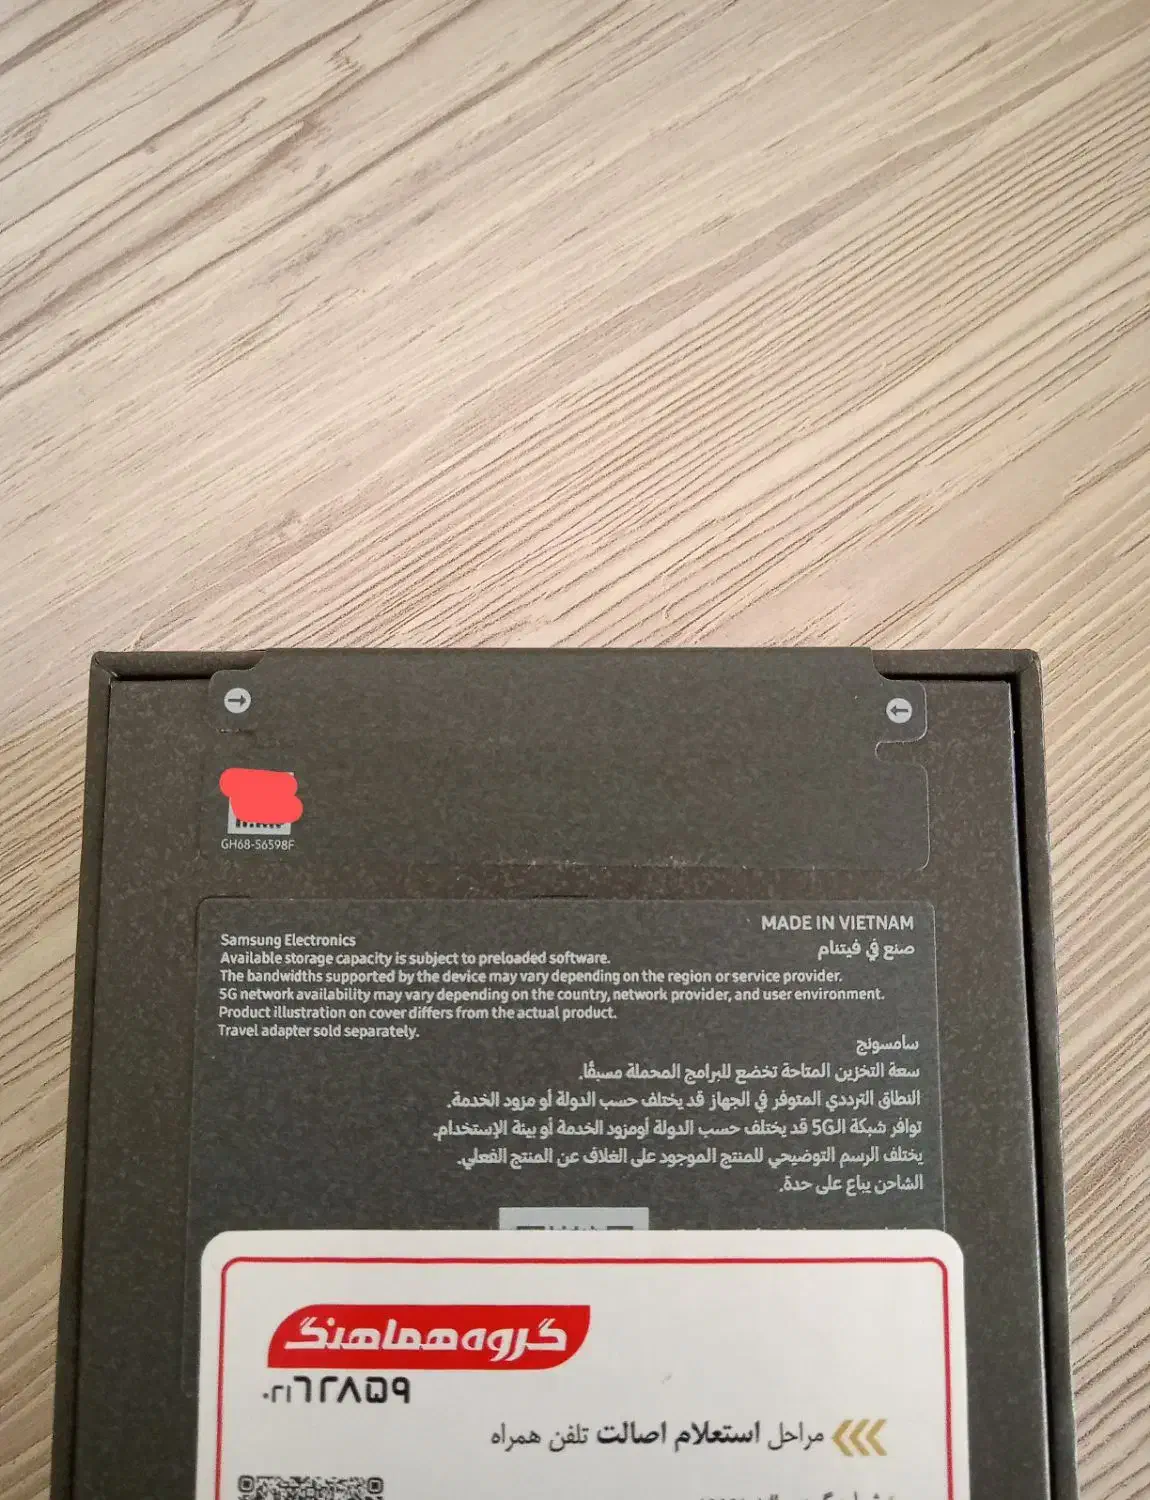 GH68-56598F
MADE IN VIETNAM
صنع في فيتنام
Samsung Electronics
Available storage capacity is subject to preloaded software.
The bandwidths supported by the device may vary depending on the region or service provider.
5G network availability may vary depending on the country, network provider, and user environment.
Product illustration on cover differs from the actual product.
Travel adapter sold separately.
سامسونج
سعة التخزين المتاحة تخضع للبرامج المحملة مسبقًا.
النطاق الترددي المتوفر في الجهاز قد يختلف حسب الدولة أو مزود الخدمة.
توافر شبكة الـ5G قد يختلف حسب الدولة أومزود الخدمة أو بيئة الإستخدام.
يختلف الرسم التوضيحي للمنتج الموجود على الغلاف عن المنتج الفعلي.
الشاحن يباع على حدة.
گروه هماهنگ
۰۲۱۶۲۸۵۹
مراحل استعلام اصالت تلفن همراه